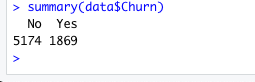 > summary(data$Churn)
No Yes
5174 1869
>